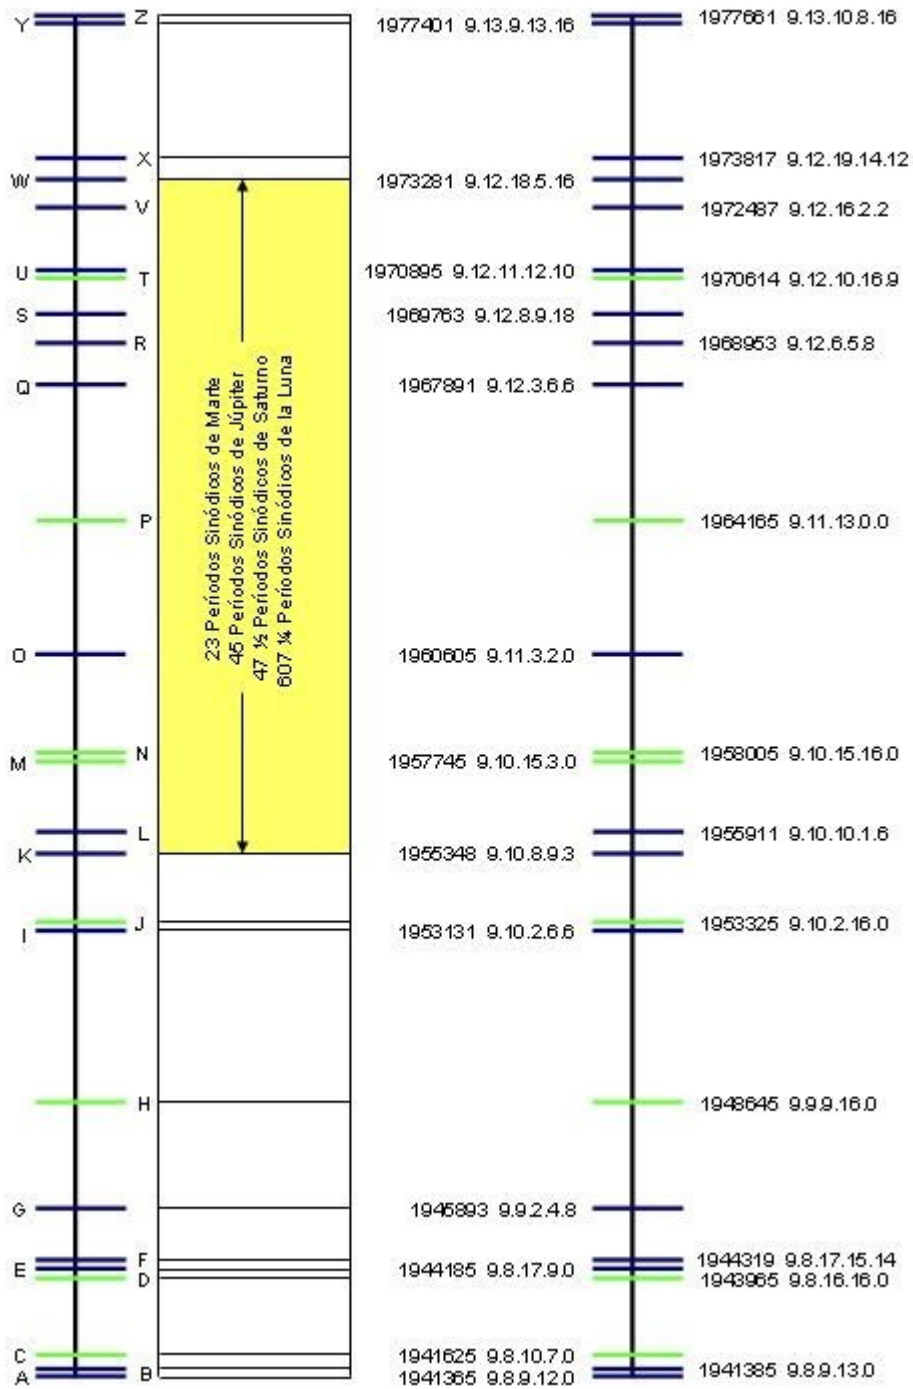 Y Z 1977401 9.13.9.13.16 1977661 9.13.10.8.16
X 1973817 9.12.19.14.12
W 1973281 9.12.18.5.16
V 1972487 9.12.16.2.2
U 1970895 9.12.11.12.10
T 1970614 9.12.10.16.9
S 1969763 9.12.8.9.18
R 1968953 9.12.6.5.8
Q 1967891 9.12.3.6.6
23 Períodos Sinódicos de Marte
45 Períodos Sinódicos de Júpiter
47 ½ Períodos Sinódicos de Saturno
607 ¼ Períodos Sinódicos de la Luna
P 1964165 9.11.13.0.0
O 1960605 9.11.3.2.0
N 1958005 9.10.15.16.0
M 1957745 9.10.15.3.0
L 1955911 9.10.10.1.6
K 1955348 9.10.8.9.3
J 1953325 9.10.2.16.0
I 1953131 9.10.2.6.6
H 1948645 9.9.9.16.0
G 1945893 9.9.2.4.8
F 1944319 9.8.17.15.14
E 1944185 9.8.17.9.0
D 1943965 9.8.16.16.0
C 1941625 9.8.10.7.0
B 1941385 9.8.9.13.0
A 1941365 9.8.9.12.0